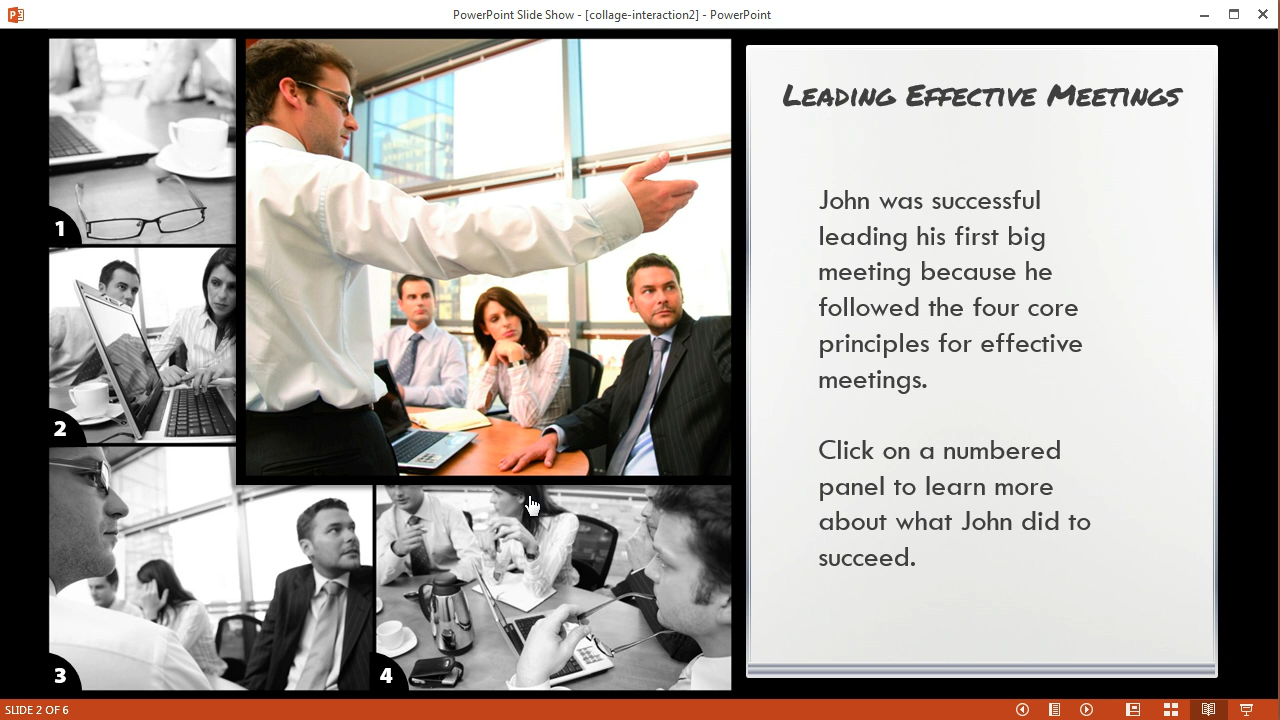 PowerPoint Slide Show - [collage-interaction2] - PowerPoint
Leading Effective Meetings
John was successful
leading his first big
meeting because he
followed the four core
principles for effective
meetings.
Click on a numbered
panel to learn more
about what John did to
succeed.
1
2
3
4
SLIDE 2 OF 6